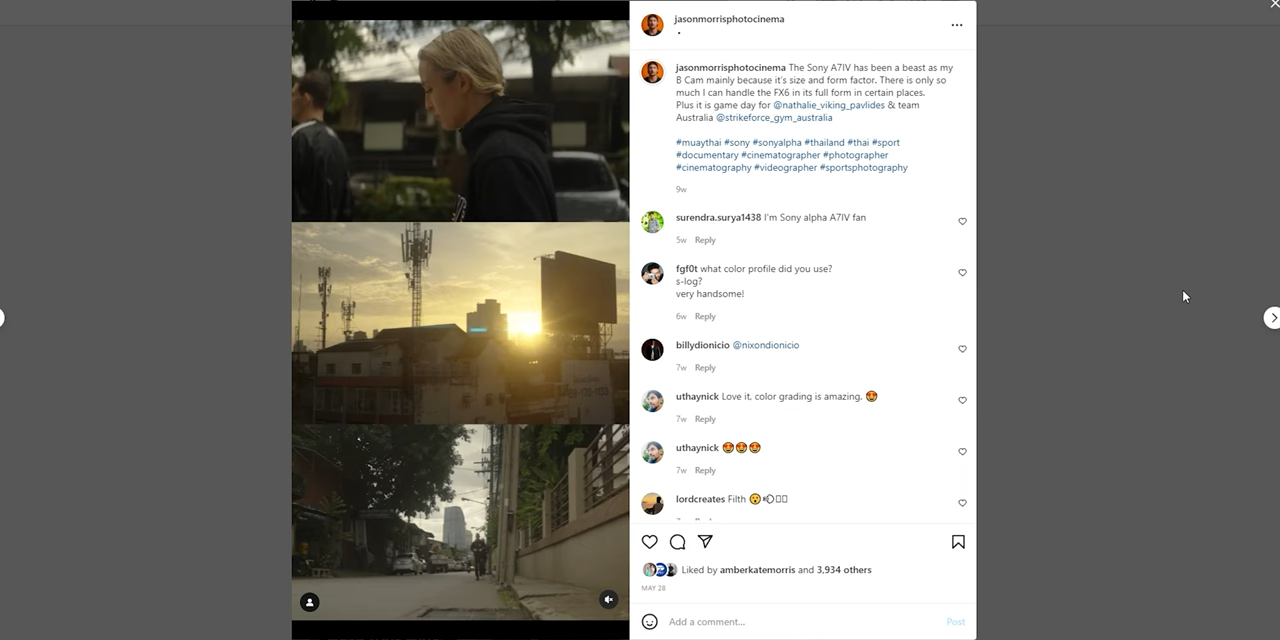 jasonmorrisphotocinema
jasonmorrisphotocinema The Sony A7IV has been a beast as my
B Cam mainly because it's size and form factor. There is only so
much I can handle the FX6 in its full form in certain places.
Plus it is game day for @nathalie_viking_pavlides & team
Australia @strikeforce_gym_australia
#muaythai #sony #sonyalpha #thailand #thai #sport
#documentary #cinematographer #photographer
#cinematography #videographer #sportsphotography
9w
surendra.surya1438 I'm Sony alpha A7IV fan
5w Reply
fgf0t what color profile did you use?
s-log?
very handsome!
6w Reply
billydionicio @nixondionicio
7w Reply
uthaynick Love it, color grading is amazing. 😍
7w Reply
uthaynick 😍😍😍
7w Reply
lordcreates Filth 😮
Liked by amberkatemorris and 3,934 others
MAY 28
Add a comment...
Post